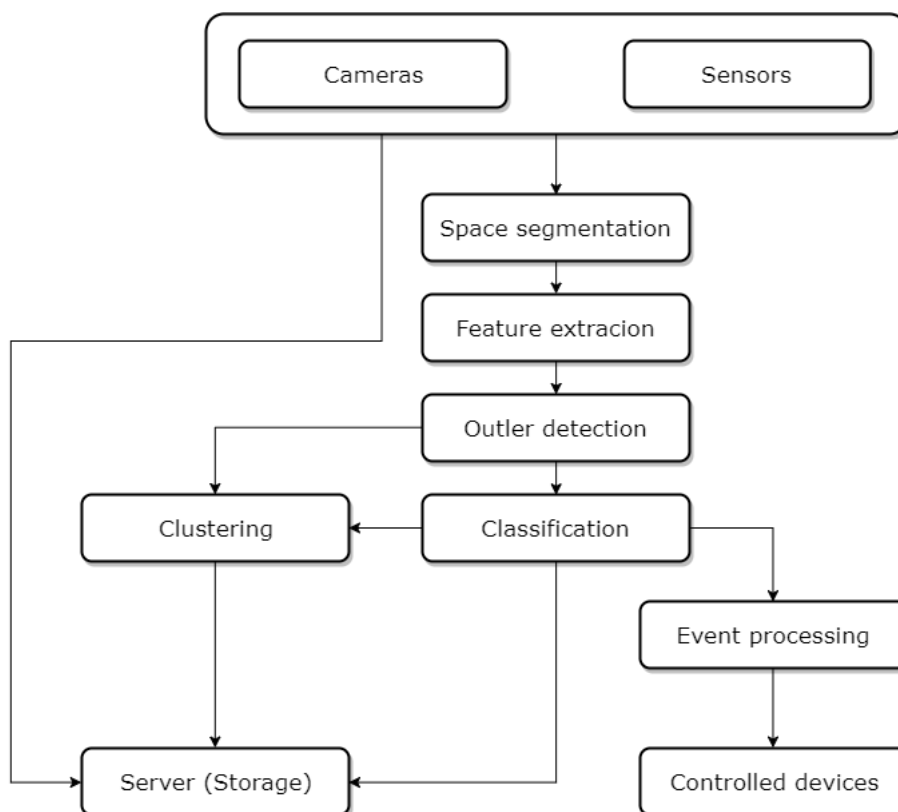 Cameras
Sensors
Space segmentation
Feature extracion
Outler detection
Clustering
Classification
Event processing
Server (Storage)
Controlled devices